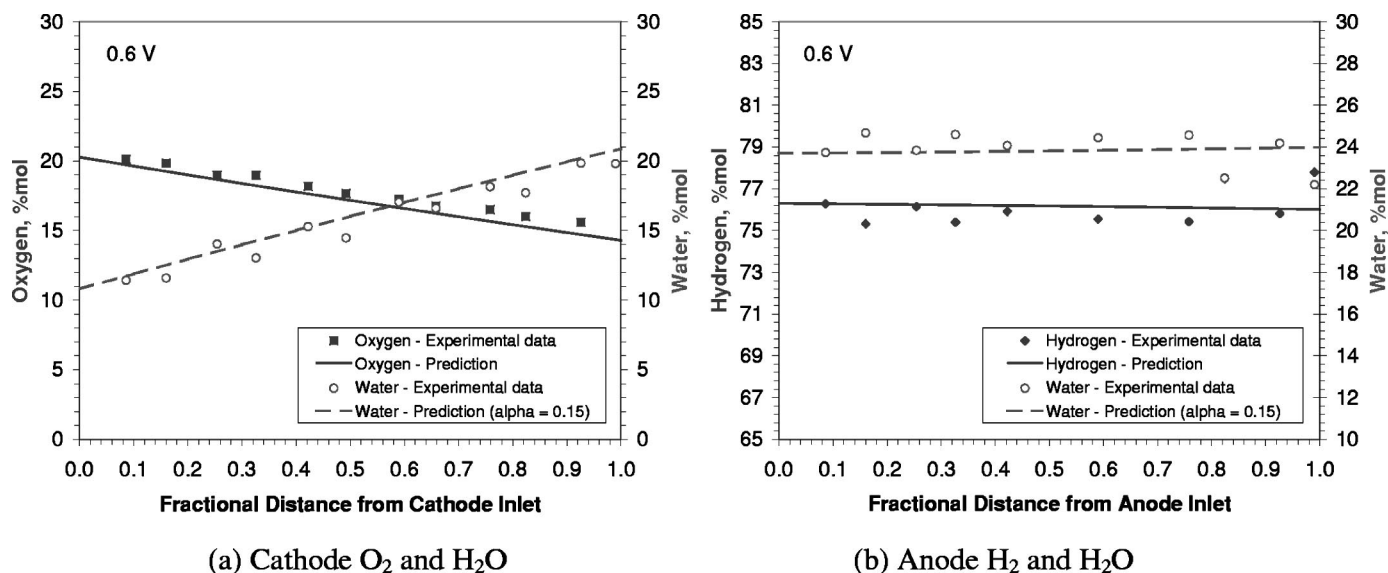 0.6 V
Oxygen, %mol
30
25
20
15
10
5
0
Water, %mol
30
25
20
15
10
5
0
Oxygen - Experimental data
Oxygen - Prediction
Water - Experimental data
Water - Prediction (alpha = 0.15)
0.0 0.1 0.2 0.3 0.4 0.5 0.6 0.7 0.8 0.9 1.0
Fractional Distance from Cathode Inlet
(a) Cathode O₂ and H₂O
0.6 V
Hydrogen, %mol
85
83
81
79
77
75
73
71
69
67
65
Water, %mol
30
28
26
24
22
20
18
16
14
12
10
Hydrogen - Experimental data
Hydrogen - Prediction
Water - Experimental data
Water - Prediction (alpha = 0.15)
0.0 0.1 0.2 0.3 0.4 0.5 0.6 0.7 0.8 0.9 1.0
Fractional Distance from Anode Inlet
(b) Anode H₂ and H₂O